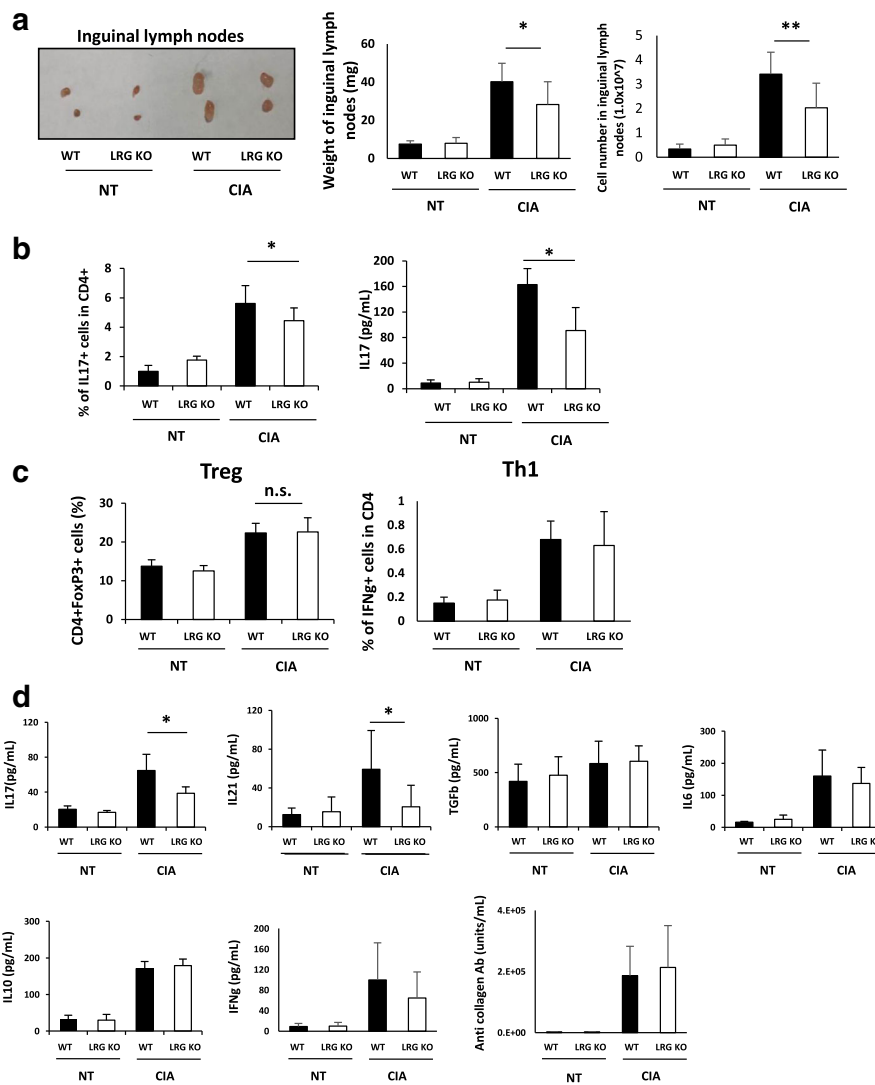 a
Inguinal lymph nodes
WT LRG KO WT LRG KO
NT CIA
Weight of inguinal lymph
nodes (mg)
60
40
20
0
*
WT LRG KO WT LRG KO
NT CIA
Cell number in inguinal lymph
nodes (1.0x10^7)
5
4
3
2
1
0
**
WT LRG KO WT LRG KO
NT CIA
b
% of IL17+ cells in CD4+
8
6
4
2
0
*
WT LRG KO WT LRG KO
NT CIA
IL17 (pg/mL)
200
160
120
80
40
0
*
WT LRG KO WT LRG KO
NT CIA
c
Treg
CD4+FoxP3+ cells (%)
30
20
10
0
n.s.
WT LRG KO WT LRG KO
NT CIA
Th1
% of IFNg+ cells in CD4
1
0.8
0.6
0.4
0.2
0
WT LRG KO WT LRG KO
NT CIA
d
IL17(pg/mL)
120
80
40
0
*
WT LRG KO WT LRG KO
NT CIA
IL21 (pg/mL)
120
80
40
0
*
WT LRG KO WT LRG KO
NT CIA
TGFb (pg/mL)
1000
500
0
WT LRG KO WT LRG KO
NT CIA
IL6 (pg/mL)
300
200
100
0
WT LRG KO WT LRG K
NT CIA
IL10 (pg/mL)
300
200
100
0
WT LRG KO WT LRG KO
NT CIA
IFNg (pg/mL)
200
160
120
80
40
0
WT LRG KO WT LRG KO
NT CIA
Anti collagen Ab (units/mL)
4.E+05
2.E+05
0.E+00
WT LRG KO WT LRG KO
NT CIA